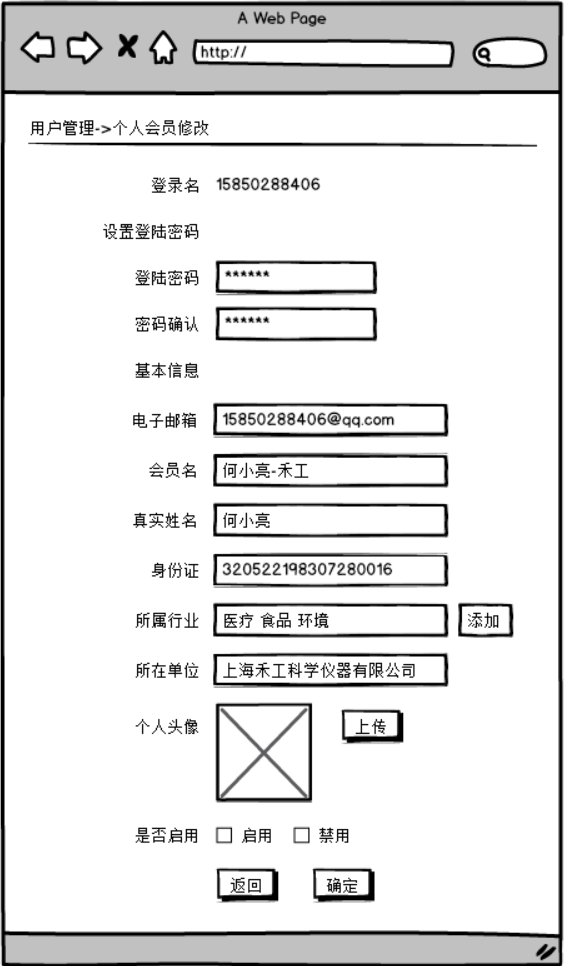 A Web Page
http://
用户管理->个人会员修改
登录名 15850288406
设置登陆密码
登陆密码 ******
密码确认 ******
基本信息
电子邮箱 15850288406@qq.com
会员名 何小亮-禾工
真实姓名 何小亮
身份证 320522198307280016
所属行业 医疗 食品 环境 添加
所在单位 上海禾工科学仪器有限公司
个人头像 上传
是否启用 启用 禁用
返回 确定